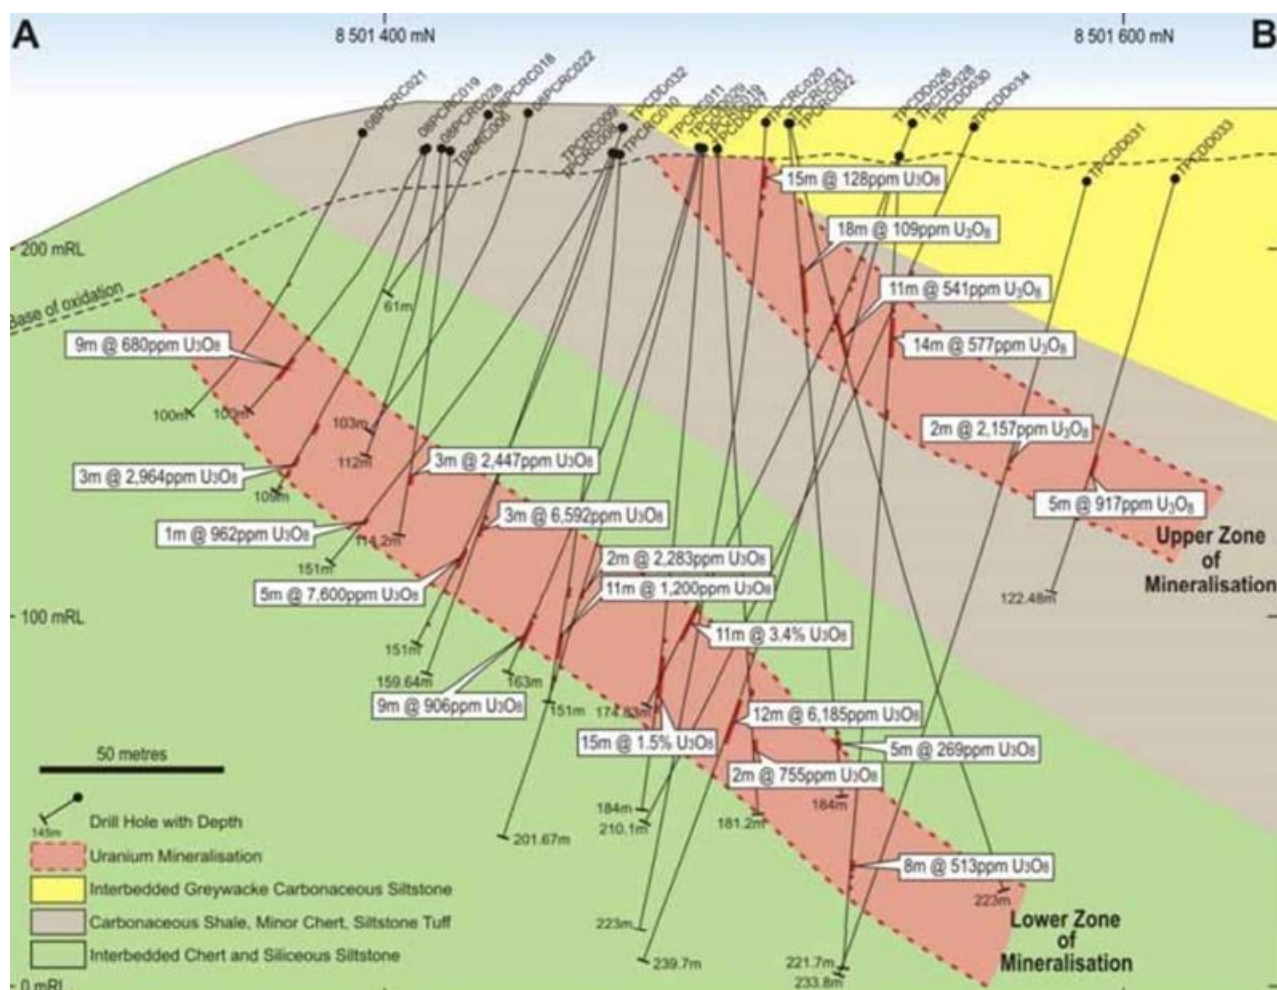 A
8 501 400 mN
8 501 600 mN
B
08PCRC021
08PCRC019
08PCRC028
TPCRC006
08PCRC018
08PCRC022
TPCRC009
TPCRC008
TPCDD032
TPCRC010
TPCRC011
TPCRC020
TPCRC021
TPCRC022
TPCDD026
TPCDD028
TPCDD030
TPCDD034
TPCDD031
TPCDD033
200 mRL
Base of oxidation
15m @ 128ppm U3O8
18m @ 109ppm U3O8
11m @ 541ppm U3O8
14m @ 577ppm U3O8
61m
9m @ 680ppm U3O8
100m
100m
103m
112m
2m @ 2,157ppm U3O8
3m @ 2,964ppm U3O8
109m
3m @ 2,447ppm U3O8
5m @ 917ppm U3O8
3m @ 6,592ppm U3O8
1m @ 962ppm U3O8
114.2m
151m
Upper Zone
of
Mineralisation
2m @ 2,283ppm U3O8
11m @ 1,200ppm U3O8
5m @ 7,600ppm U3O8
122.48m
100 mRL
11m @ 3.4% U3O8
151m
159.64m
163m
9m @ 906ppm U3O8
151m
174.83m
12m @ 6,185ppm U3O8
15m @ 1.5% U3O8
5m @ 269ppm U3O8
2m @ 755ppm U3O8
184m
184m
210.1m
181.2m
201.67m
8m @ 513ppm U3O8
223m
223m
239.7m
221.7m
233.8m
Lower Zone
of
Mineralisation
50 metres
145m
Drill Hole with Depth
Uranium Mineralisation
Interbedded Greywacke Carbonaceous Siltstone
Carbonaceous Shale, Minor Chert, Siltstone Tuff
Interbedded Chert and Siliceous Siltstone
0 mRL